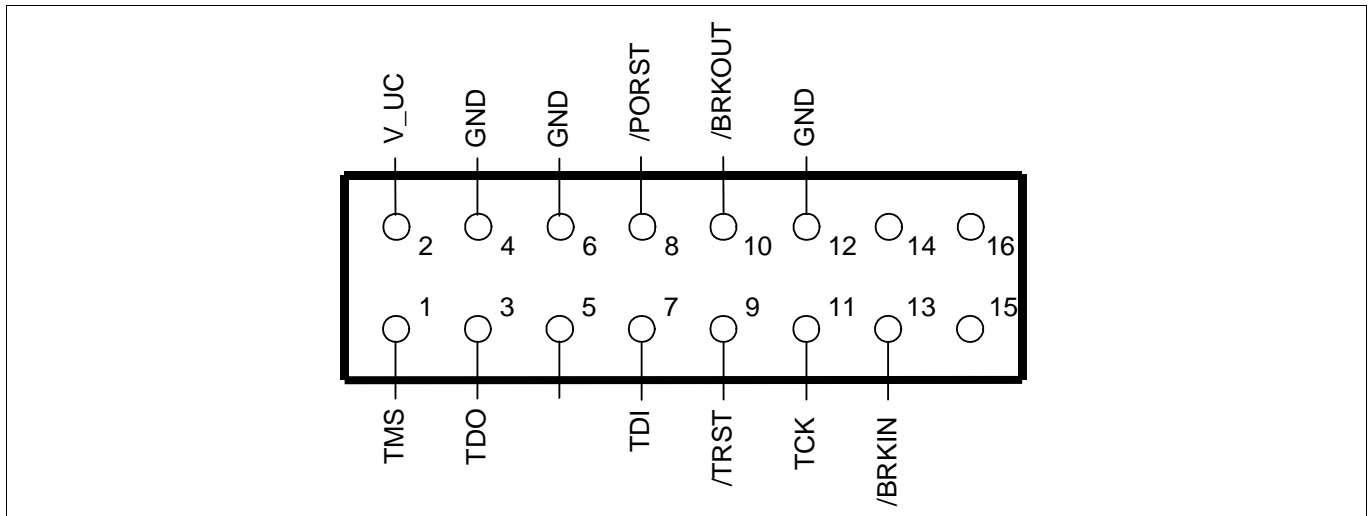 V_UC
GND
GND
/PORST
/BRKOUT
GND
2
4
6
8
10
12
14
16
1
3
5
7
9
11
13
15
TMS
TDO
TDI
/TRST
TCK
/BRKIN